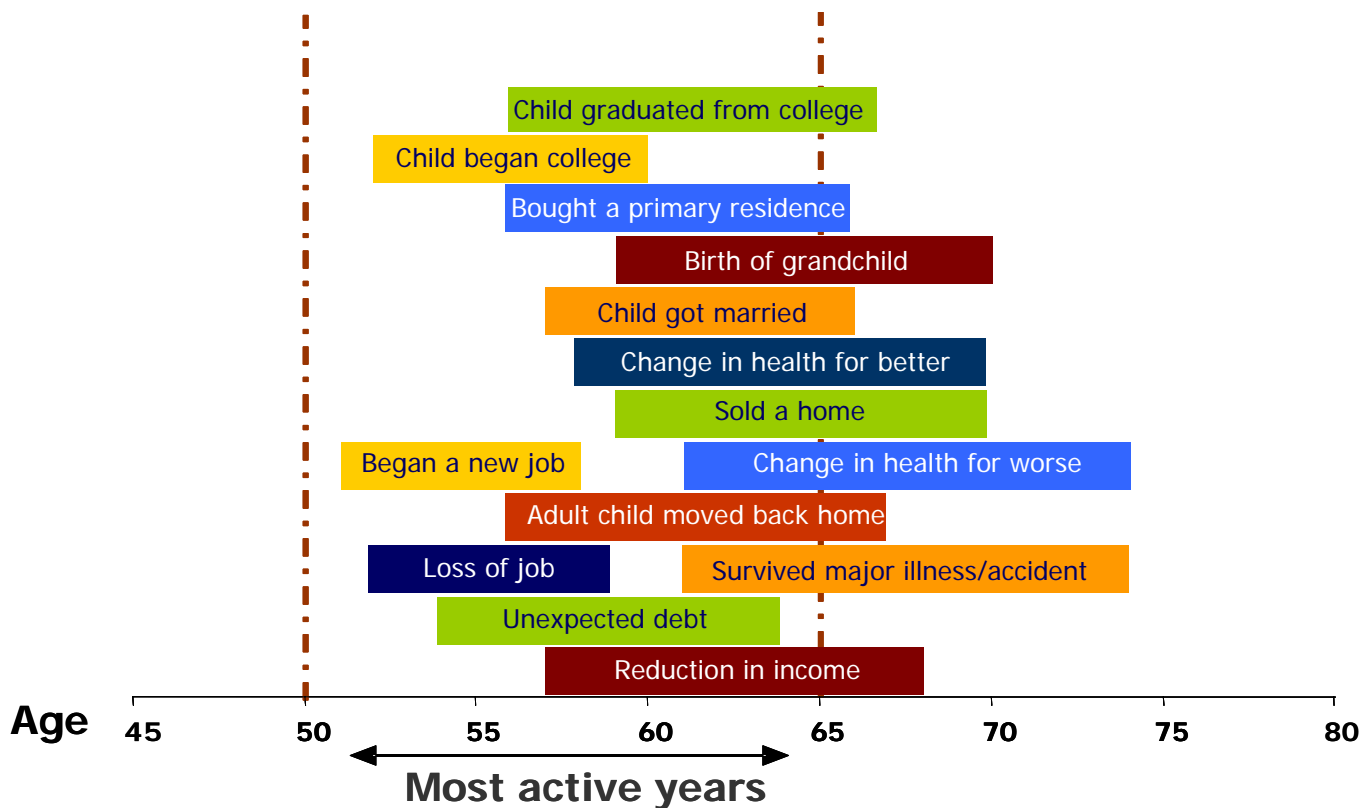 Child graduated from college
Child began college
Bought a primary residence
Birth of grandchild
Child got married
Change in health for better
Sold a home
Began a new job
Change in health for worse
Adult child moved back home
Loss of job
Survived major illness/accident
Unexpected debt
Reduction in income
Age
45 50 55 60 65 70 75 80
Most active years